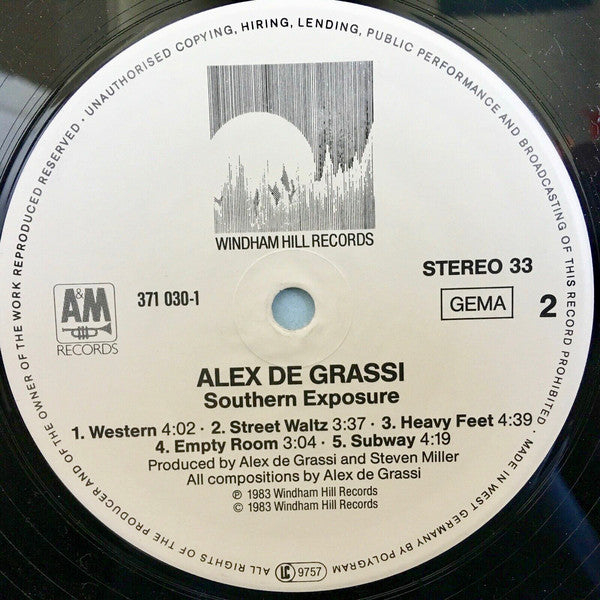 WINDHAM HILL RECORDS
STEREO 33
A&M
RECORDS
371 030-1
GEMA
2
ALEX DE GRASSI
Southern Exposure
1. Western 4:02 · 2. Street Waltz 3:37 · 3. Heavy Feet 4:39
4. Empty Room 3:04 · 5. Subway 4:19
Produced by Alex de Grassi and Steven Miller
All compositions by Alex de Grassi
℗ 1983 Windham Hill Records
© 1983 Windham Hill Records
ALL RIGHTS OF THE PRODUCER AND OF THE OWNER OF THE WORK REPRODUCED RESERVED · UNAUTHORISED COPYING, HIRING, LENDING, PUBLIC PERFORMANCE AND BROADCASTING OF THIS RECORD PROHIBITED · MADE IN WEST GERMANY BY POLYGRAM
LC 9757